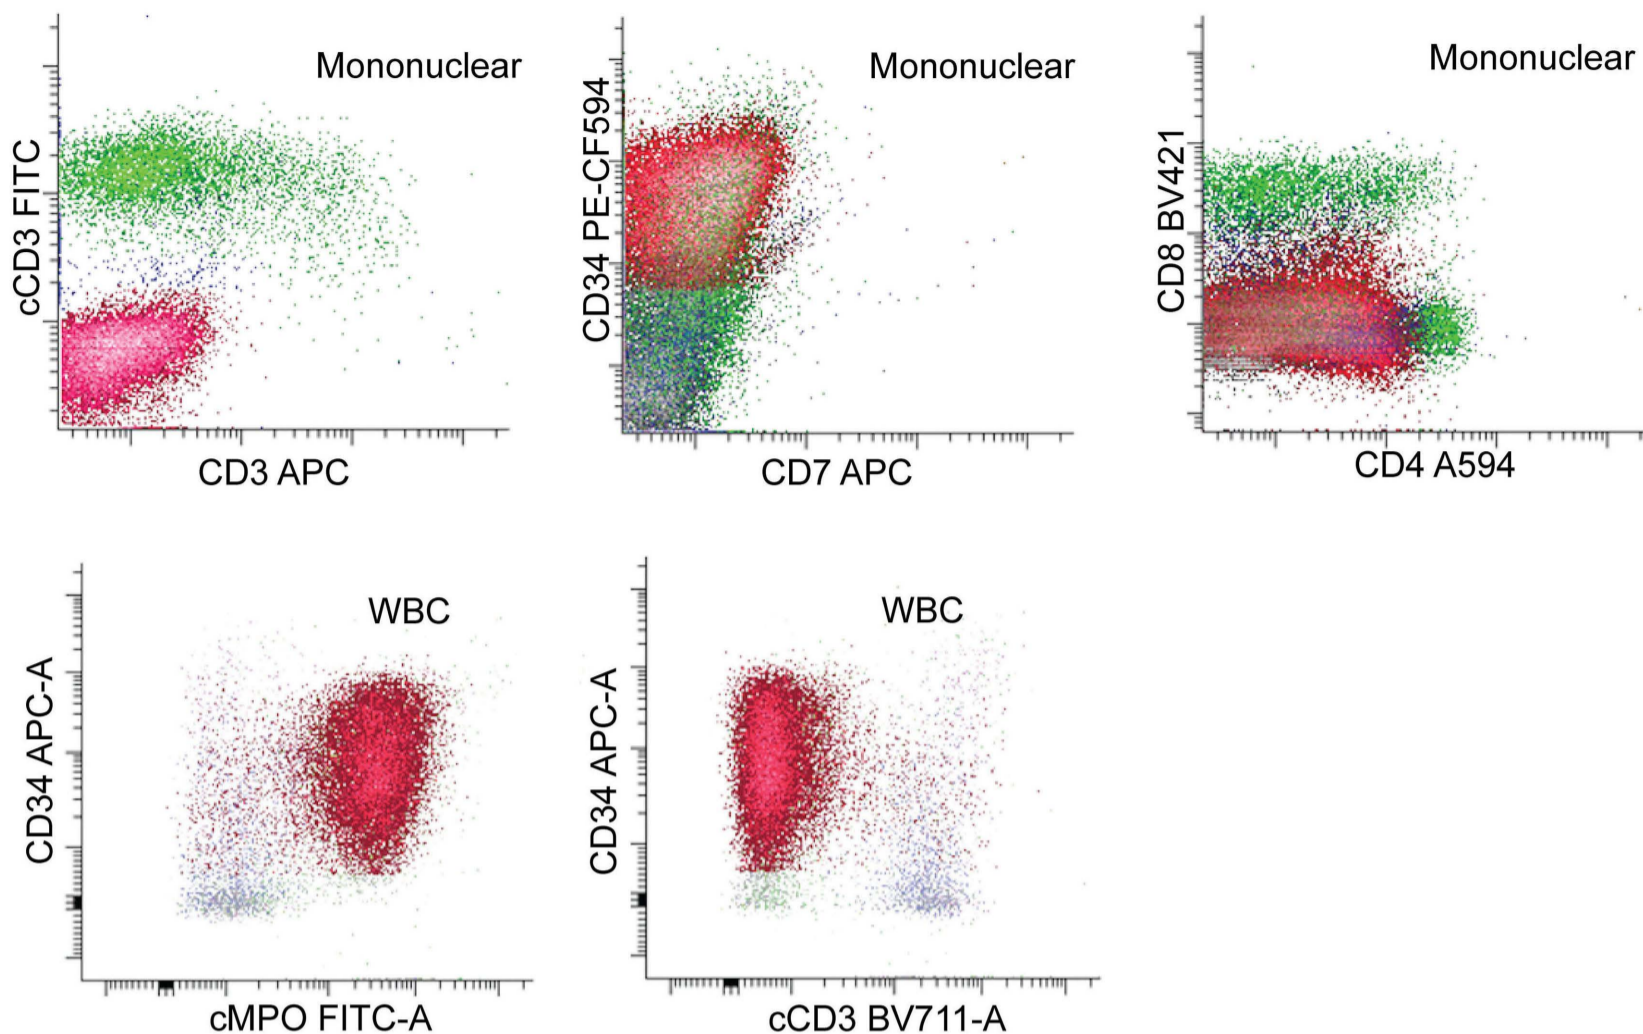 Mononuclear
cCD3 FITC
CD3 APC
Mononuclear
CD34 PE-CF594
CD7 APC
Mononuclear
CD8 BV421
CD4 A594
WBC
CD34 APC-A
cMPO FITC-A
WBC
CD34 APC-A
cCD3 BV711-A